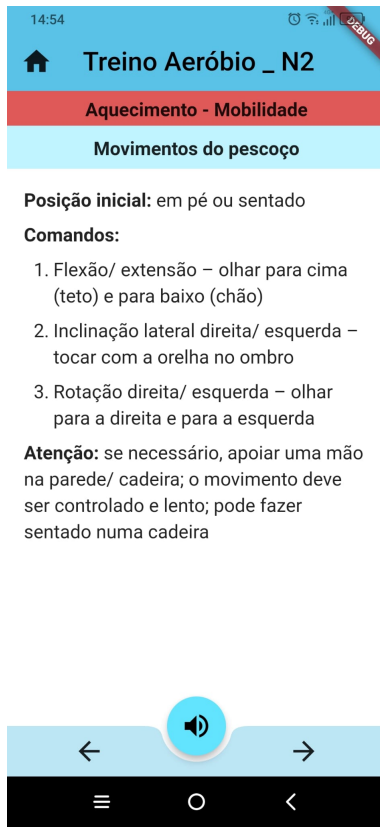 14:54
DEBUG
Treino Aeróbio _ N2
Aquecimento - Mobilidade
Movimentos do pescoço
Posição inicial: em pé ou sentado
Comandos:
1. Flexão/ extensão – olhar para cima
(teto) e para baixo (chão)
2. Inclinação lateral direita/ esquerda –
tocar com a orelha no ombro
3. Rotação direita/ esquerda – olhar
para a direita e para a esquerda
Atenção: se necessário, apoiar uma mão
na parede/ cadeira; o movimento deve
ser controlado e lento; pode fazer
sentado numa cadeira